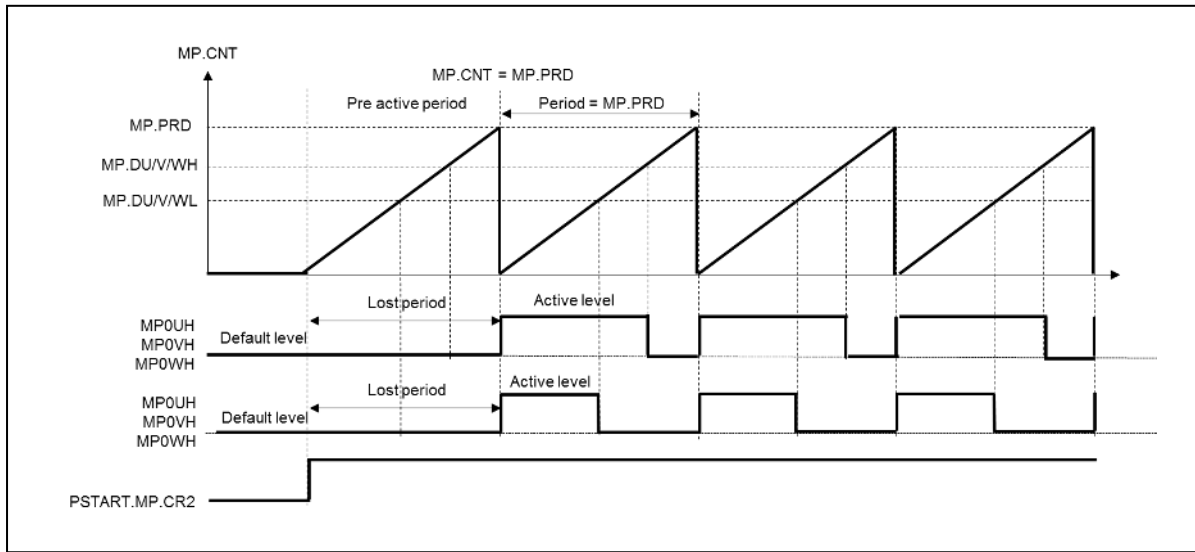 MP.CNT
MP.CNT = MP.PRD
Pre active period
Period = MP.PRD
MP.PRD
MP.DU/V/WH
MP.DU/V/WL
Lost period
Active level
MP0UH
MP0VH
MP0WH
Default level
Lost period
Active level
MP0UH
MP0VH
MP0WH
Default level
PSTART.MP.CR2